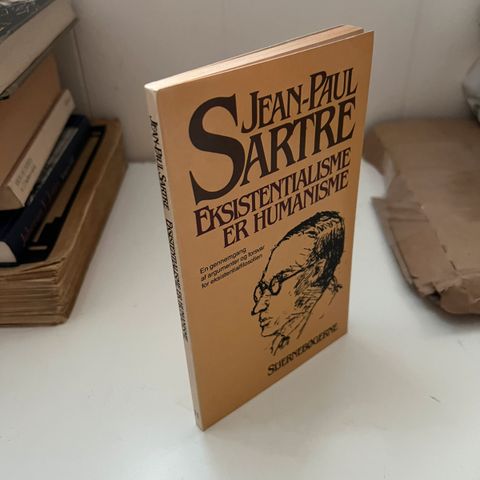 JEAN-PAUL
SARTRE
EKSISTENTIALISME
ER HUMANISME
En gennemgang
af argumenter og forsvar
for eksistentialfilosofien
STJERNEBØGERNE
JEAN-PAUL SARTRE EKSISTENTIALISME ER HUMANISME